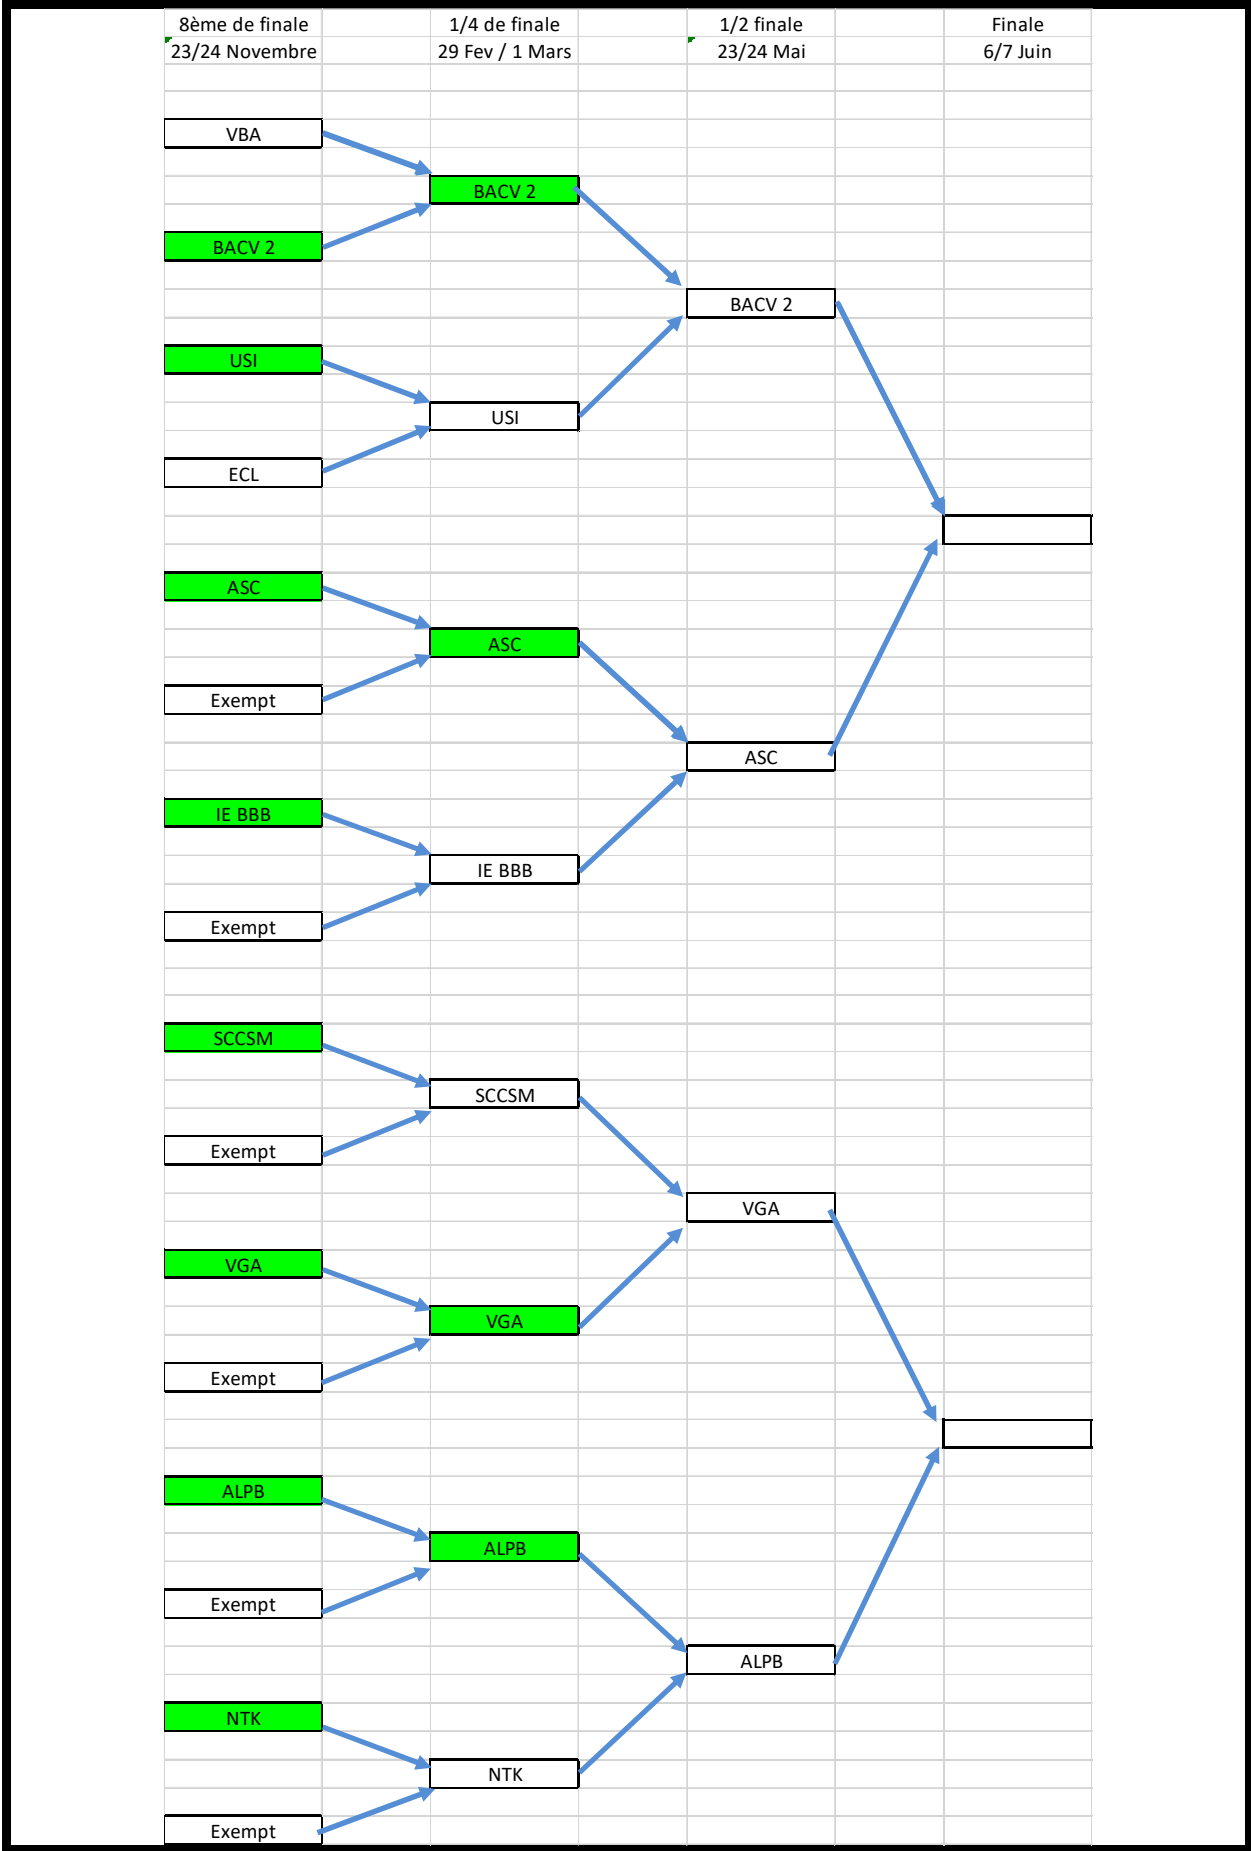 8ème de finale 1/4 de finale 1/2 finale Finale
23/24 Novembre 29 Fev / 1 Mars 23/24 Mai 6/7 Juin
VBA
BACV 2
BACV 2
BACV 2
USI
USI
ECL
ASC
ASC
Exempt
ASC
IE BBB
IE BBB
Exempt
SCCSM
SCCSM
Exempt
VGA
VGA
VGA
Exempt
ALPB
ALPB
Exempt
ALPB
NTK
NTK
Exempt